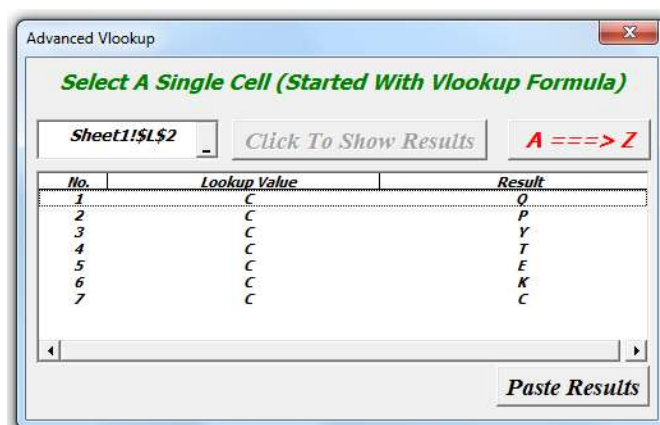 Advanced Vlookup
X
Select A Single Cell (Started With Vlookup Formula)
Sheet1!$L$2 _ Click To Show Results A ===> Z
No. Lookup Value Result
1 C Q
2 C P
3 C Y
4 C T
5 C E
6 C K
7 C C
Paste Results